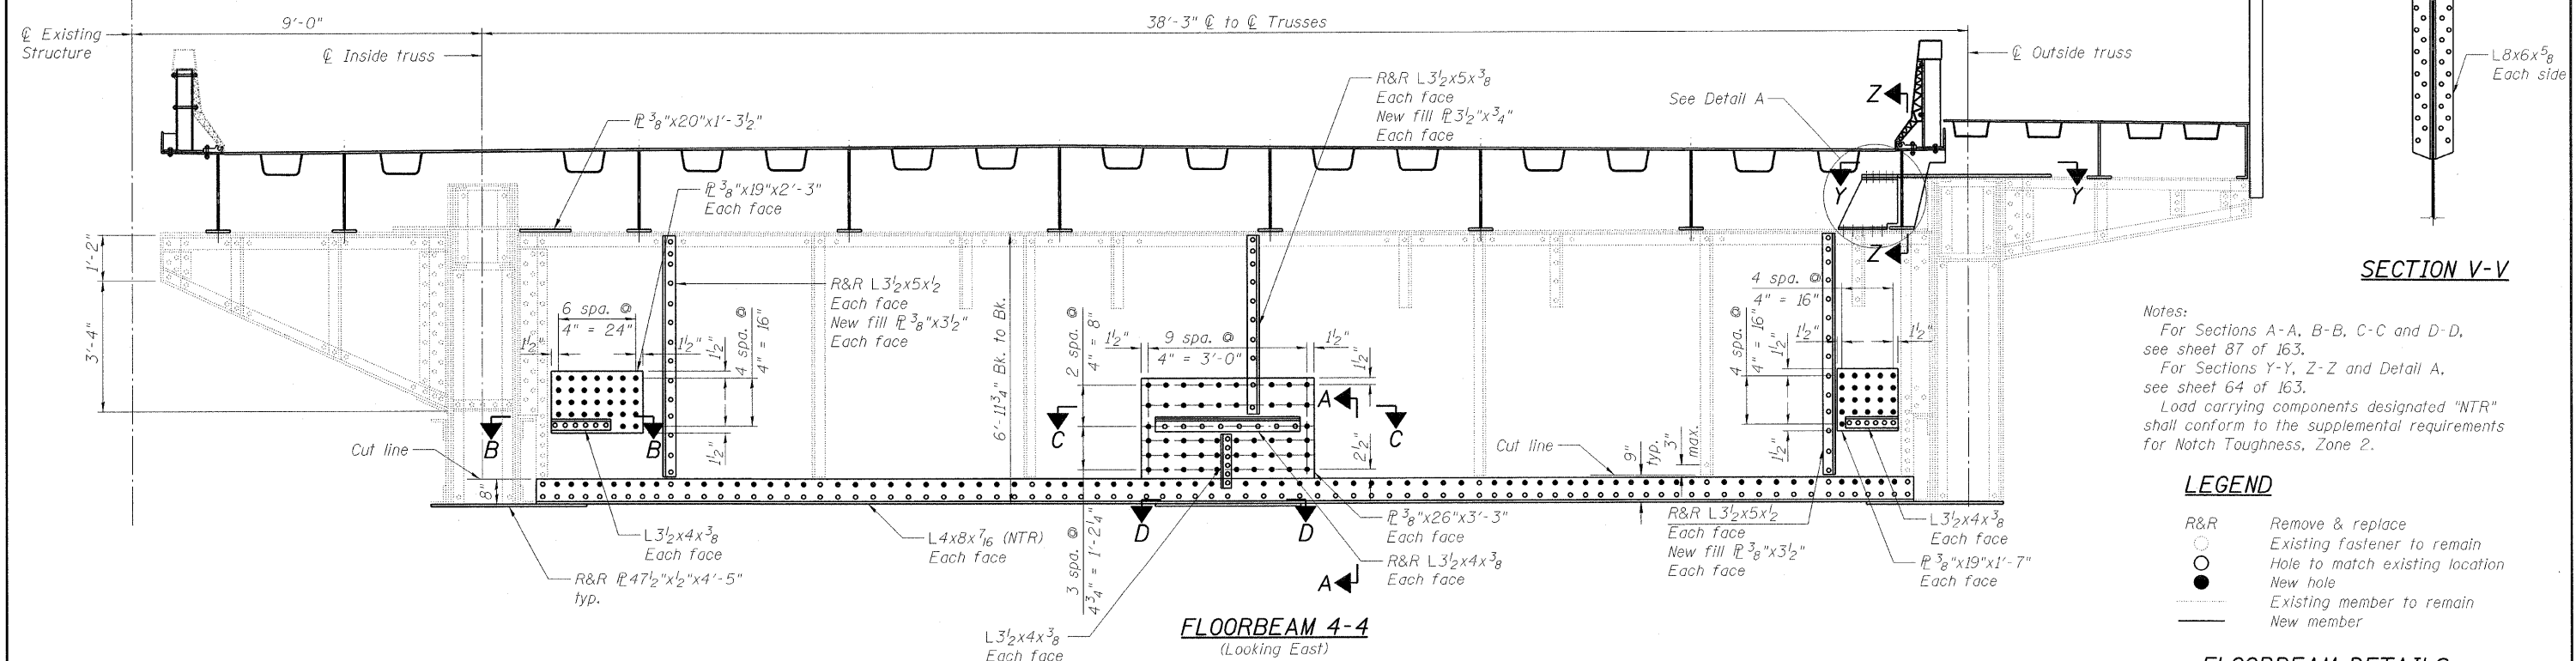 9'-0"
38'-3" ℄ to ℄ Trusses
℄ Existing
Structure
℄ Inside truss
℄ Outside truss
R&R L3½x5x⅜
Each face
New fill ℙ3½"x¾"
Each face
See Detail A
Z
L8x6x⅝
Each side
ℙ⅜"x20"x1'-3½"
ℙ⅜"x19"x2'-3"
Each face
Y
Y
Z
SECTION V-V
1'-2"
3'-4"
6 spa. @
4" = 24"
1½"
1½"
1½"
4 spa. @
4" = 16"
1½"
R&R L3½x5x½
Each face
New fill ℙ⅜"x3½"
Each face
6'-11¾" Bk. to Bk.
2 spa. @
4" = 8"
1½"
9 spa. @
4" = 3'-0"
1½"
1½"
2½"
4 spa. @
4" = 16"
4 spa. @
4" = 16"
1½"
1½"
1½"
1½"
Notes:
For Sections A-A, B-B, C-C and D-D,
see sheet 87 of 163.
For Sections Y-Y, Z-Z and Detail A,
see sheet 64 of 163.
Load carrying components designated "NTR"
shall conform to the supplemental requirements
for Notch Toughness, Zone 2.
A
B
B
C
C
Cut line
Cut line
9"
typ.
3"
max.
8"
D
D
L3½x4x⅜
Each face
R&R ℙ47½"x½"x4'-5"
typ.
L4x8x7/16 (NTR)
Each face
3 spa. @
4¾" = 1'-2¼"
ℙ⅜"x26"x3'-3"
Each face
R&R L3½x4x⅜
Each face
A
R&R L3½x5x½
Each face
New fill ℙ⅜"x3½"
Each face
L3½x4x⅜
Each face
ℙ⅜"x19"x1'-7"
Each face
L3½x4x⅜
Each face
FLOORBEAM 4-4
(Looking East)
LEGEND
R&R Remove & replace
Existing fastener to remain
Hole to match existing location
New hole
Existing member to remain
New member
FLOORBEAM DETAILS